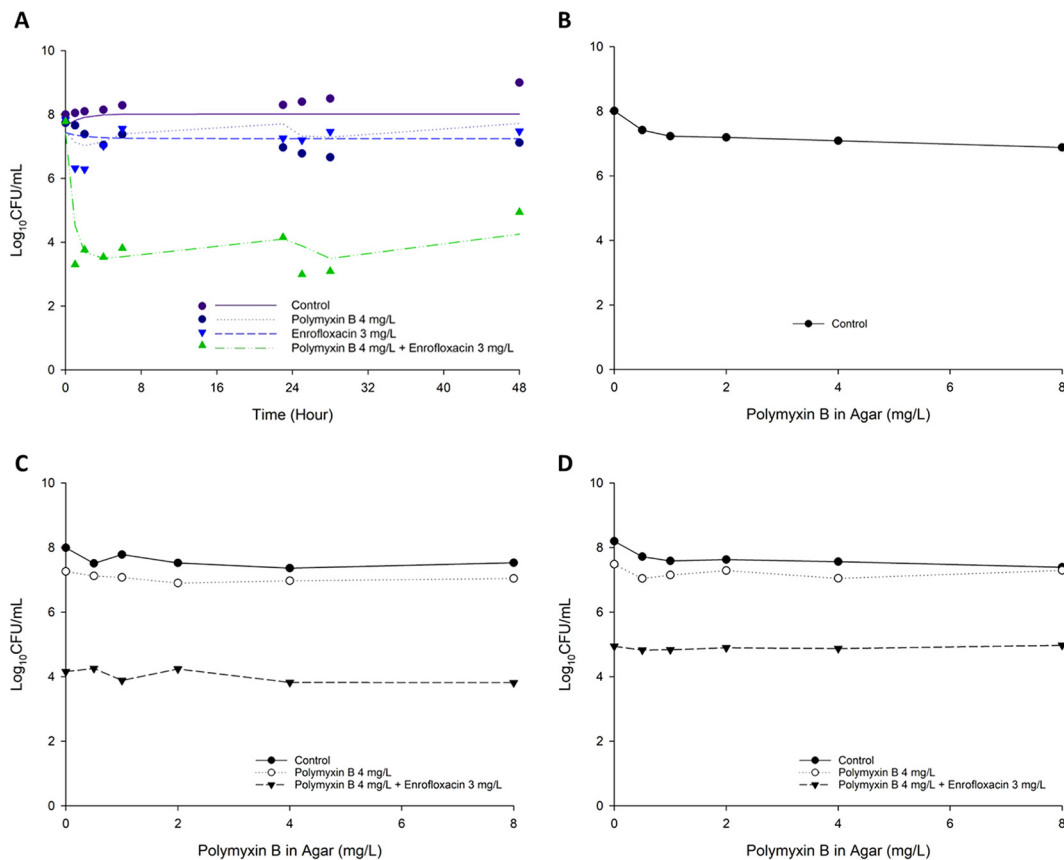 A
10
8
6
4
2
0
Log10CFU/mL
Control
Polymyxin B 4 mg/L
Enrofloxacin 3 mg/L
Polymyxin B 4 mg/L + Enrofloxacin 3 mg/L
0 8 16 24 32 40 48
Time (Hour)
B
10
8
6
4
2
0
Log10CFU/mL
Control
0 2 4 6 8
Polymyxin B in Agar (mg/L)
C
10
8
6
4
2
0
Log10CFU/mL
Control
Polymyxin B 4 mg/L
Polymyxin B 4 mg/L + Enrofloxacin 3 mg/L
0 2 4 6 8
Polymyxin B in Agar (mg/L)
D
10
8
6
4
2
0
Log10CFU/mL
Control
Polymyxin B 4 mg/L
Polymyxin B 4 mg/L + Enrofloxacin 3 mg/L
0 2 4 6 8
Polymyxin B in Agar (mg/L)